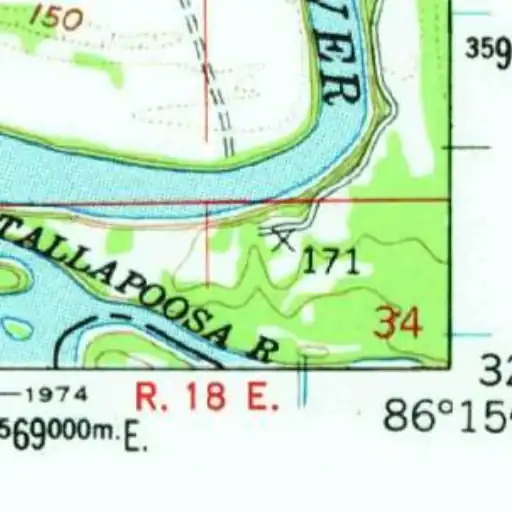 150
VER
359
TALLAPOOSA R
171
34
1974
R. 18 E.
32
86°15'
569000m.E.